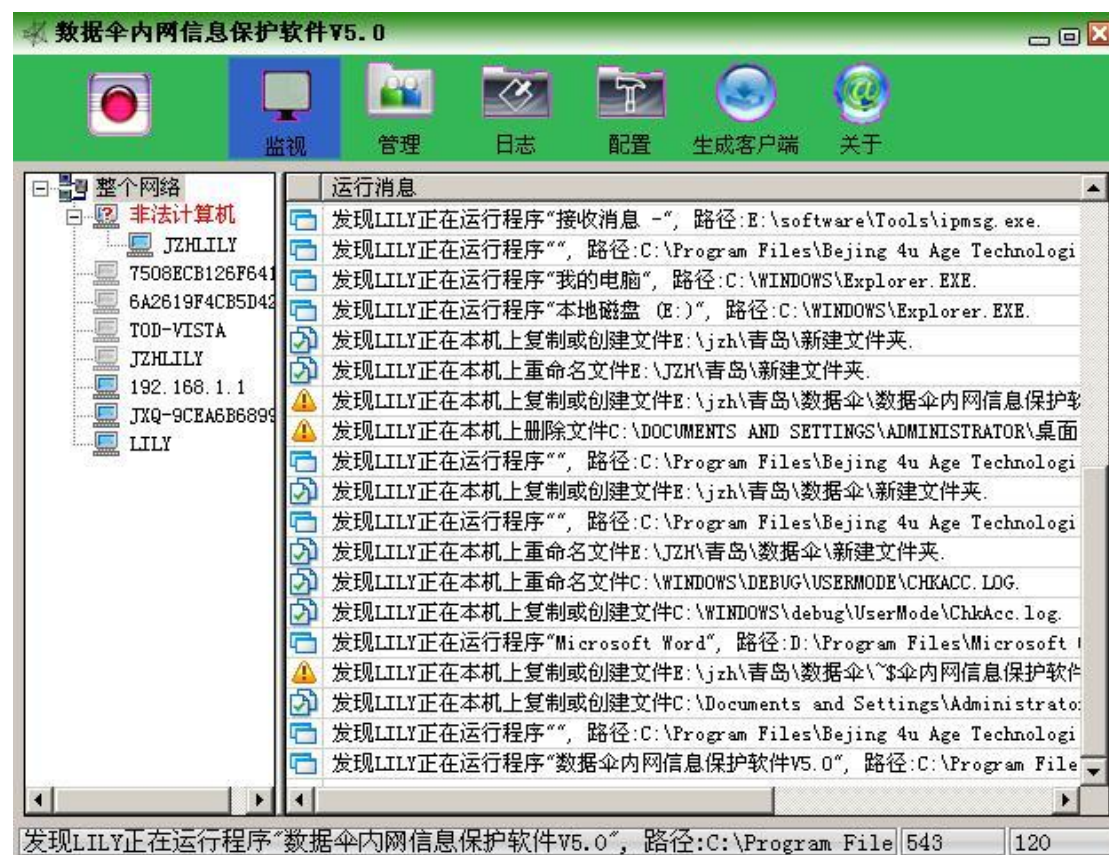 数据伞内网信息保护软件V5.0
监视 管理 日志 配置 生成客户端 关于
整个网络
非法计算机
JZHLILY
7508ECB126F641
6A2619F4CB5D42
TOD-VISTA
JZHLILY
192.168.1.1
JXQ-9CEA6B6899
LILY
运行消息
发现LILY正在运行程序“接收消息 -”, 路径:E:\software\Tools\ipmsg.exe.
发现LILY正在运行程序“”, 路径:C:\Program Files\Bejing 4u Age Technologi
发现LILY正在运行程序“我的电脑”, 路径:C:\WINDOWS\Explorer.EXE.
发现LILY正在运行程序“本地磁盘 (E:)”, 路径:C:\WINDOWS\Explorer.EXE.
发现LILY正在本机上复制或创建文件E:\jzh\青岛\新建文件夹.
发现LILY正在本机上重命名文件E:\JZH\青岛\新建文件夹.
发现LILY正在本机上复制或创建文件E:\jzh\青岛\数据伞\数据伞内网信息保护软
发现LILY正在本机上删除文件C:\DOCUMENTS AND SETTINGS\ADMINISTRATOR\桌面
发现LILY正在运行程序“”, 路径:C:\Program Files\Bejing 4u Age Technologi
发现LILY正在本机上复制或创建文件E:\jzh\青岛\数据伞\新建文件夹.
发现LILY正在运行程序“”, 路径:C:\Program Files\Bejing 4u Age Technologi
发现LILY正在本机上重命名文件E:\JZH\青岛\数据伞\新建文件夹.
发现LILY正在本机上重命名文件C:\WINDOWS\DEBUG\USERMODE\CHKACC.LOG.
发现LILY正在本机上复制或创建文件C:\WINDOWS\debug\UserMode\ChkAcc.log.
发现LILY正在运行程序“Microsoft Word”, 路径:D:\Program Files\Microsoft
发现LILY正在本机上复制或创建文件E:\jzh\青岛\数据伞\~$伞内网信息保护软件
发现LILY正在本机上复制或创建文件C:\Documents and Settings\Administrato
发现LILY正在运行程序“”, 路径:C:\Program Files\Bejing 4u Age Technologi
发现LILY正在运行程序“数据伞内网信息保护软件V5.0”, 路径:C:\Program File
发现LILY正在运行程序“数据伞内网信息保护软件V5.0”, 路径:C:\Program File 543 120